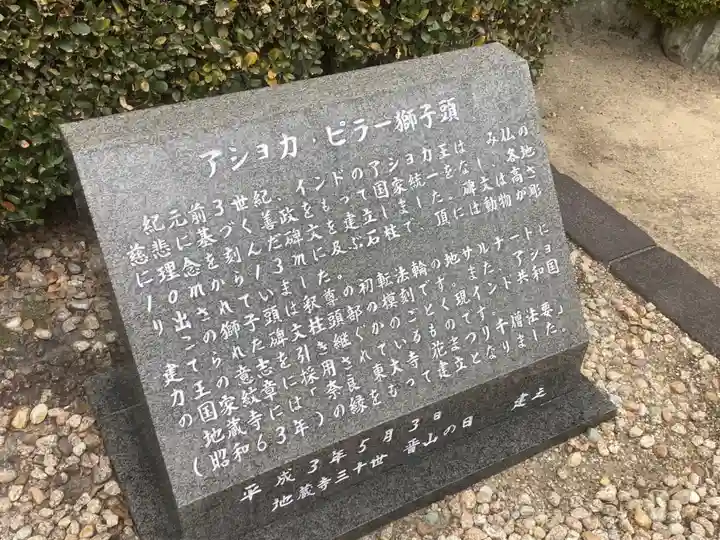 アショカ・ピラー獅子頭
紀元前3世紀、インドのアショカ王は み仏の
慈悲に基づく善政をもって国家統一をなし、各地
に理念を刻んだ碑文を建立しました。碑文は高さ
10mから13mに及ぶ石柱で、頂には動物が彫
り出されていました。
この獅子頭は釈尊の初転法輪の地サルナートに
建てられた碑文柱頭部の模刻です。また、アショ
カ王の意志を引き継ぐかのごとく現インド共和国
の国家紋章に採用されているものです。
地蔵寺には「奈良 東大寺 花まつり千僧法要」
(昭和63年)の縁をもって建立となりました。
平成3年5月3日 建之
地蔵寺三十世 晋山の日